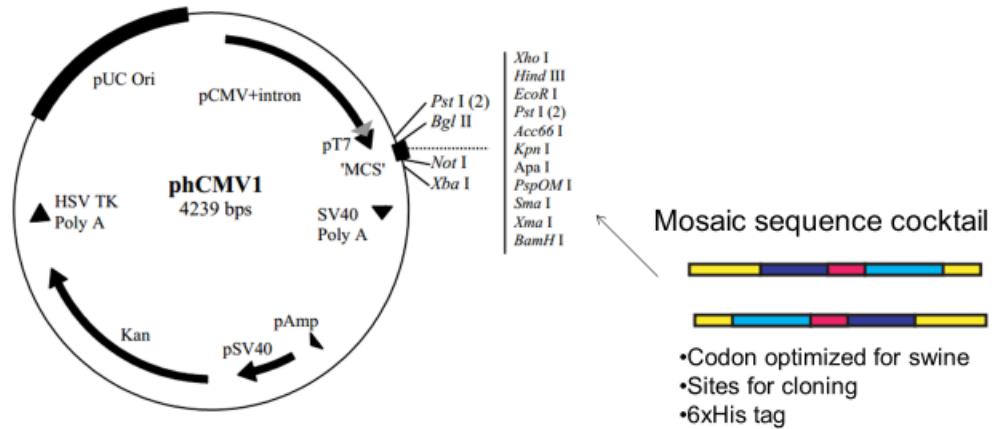 pUC Ori
pCMV+intron
pT7
'MCS'
Pst I (2)
Bgl II
Not I
Xba I
Xho I
Hind III
EcoR I
Pst I (2)
Acc66 I
Kpn I
Apa I
PspOM I
Sma I
Xma I
BamH I
phCMV1
4239 bps
HSV TK
Poly A
SV40
Poly A
Kan
pSV40
pAmp
Mosaic sequence cocktail
•Codon optimized for swine
•Sites for cloning
•6xHis tag